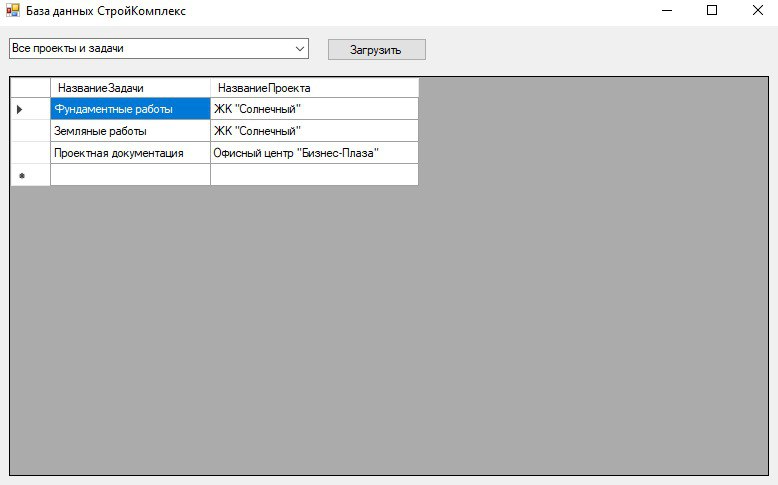 База данных СтройКомплекс
Все проекты и задачи
Загрузить
НазваниеЗадачи НазваниеПроекта
Фундаментные работы ЖК "Солнечный"
Земляные работы ЖК "Солнечный"
Проектная документация Офисный центр "Бизнес-Плаза"